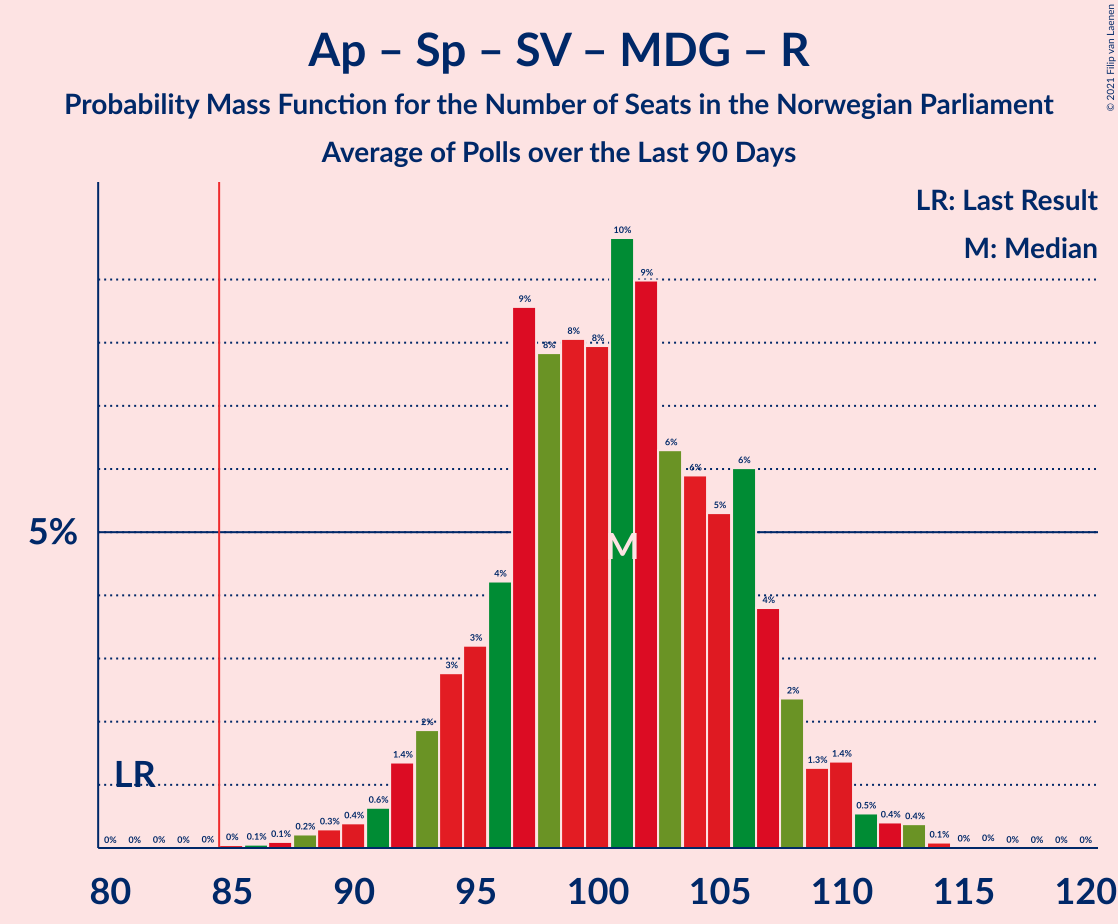 Ap – Sp – SV – MDG – R
Probability Mass Function for the Number of Seats in the Norwegian Parliament
Average of Polls over the Last 90 Days
© 2021 Filip van Laenen
LR: Last Result
M: Median
5%
LR
M
0% 0% 0% 0% 0% 0% 0.1% 0.1% 0.2% 0.3% 0.4% 0.6% 1.4% 2% 3% 3% 4% 9% 8% 8% 8% 10% 9% 6% 6% 5% 6% 4% 2% 1.3% 1.4% 0.5% 0.4% 0.4% 0.1% 0% 0% 0% 0% 0% 0%
80 85 90 95 100 105 110 115 120